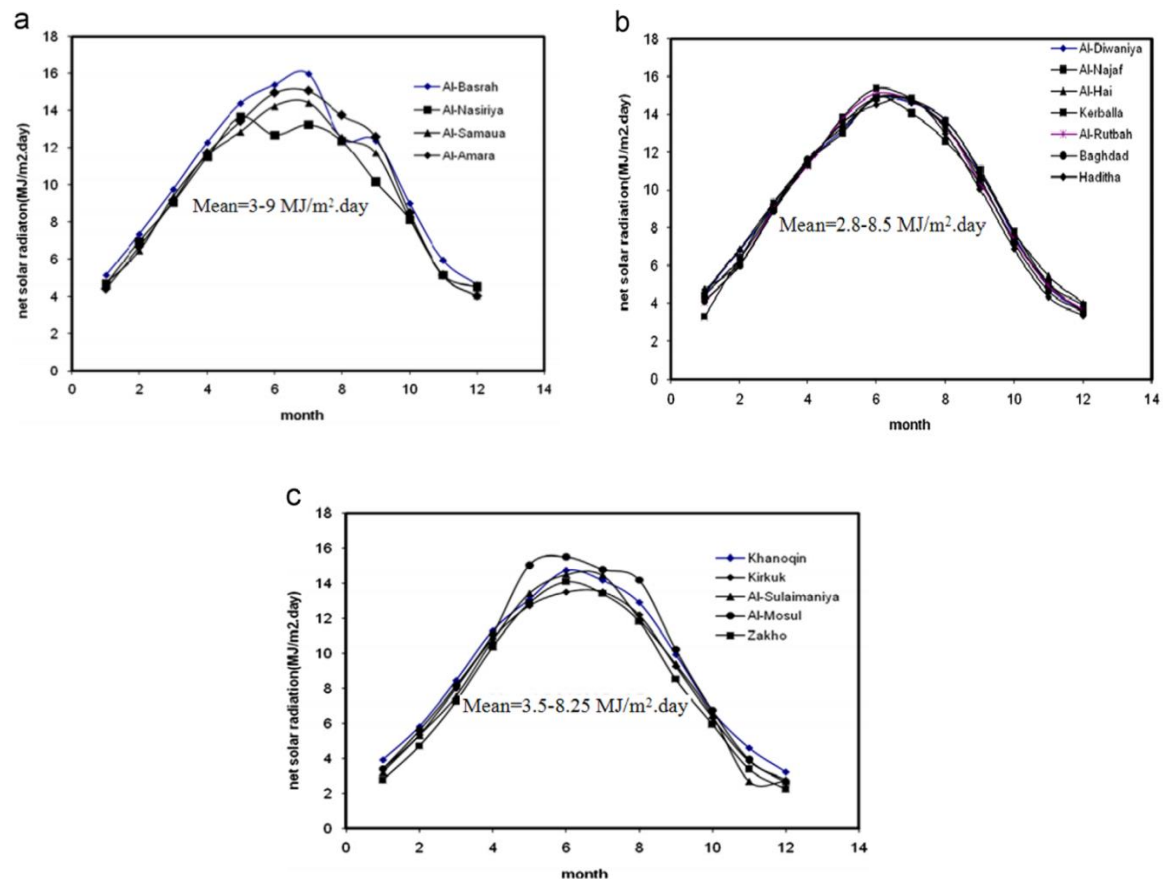 a
net solar radiaton(MJ/m2.day)
18
16
14
12
10
8
6
4
2
0
0 2 4 6 8 10 12 14
month
Al-Basrah
Al-Nasiriya
Al-Samaua
Al-Amara
Mean=3-9 MJ/m².day
b
net solar radiation(MJ/m2.day)
18
16
14
12
10
8
6
4
2
0
0 2 4 6 8 10 12 14
month
Al-Diwaniya
Al-Najaf
Al-Hai
Kerballa
Al-Rutbah
Baghdad
Haditha
Mean=2.8-8.5 MJ/m².day
c
net solar radiation(MJ/m2.day)
18
16
14
12
10
8
6
4
2
0
0 2 4 6 8 10 12 14
month
Khanoqin
Kirkuk
Al-Sulaimaniya
Al-Mosul
Zakho
Mean=3.5-8.25 MJ/m².day